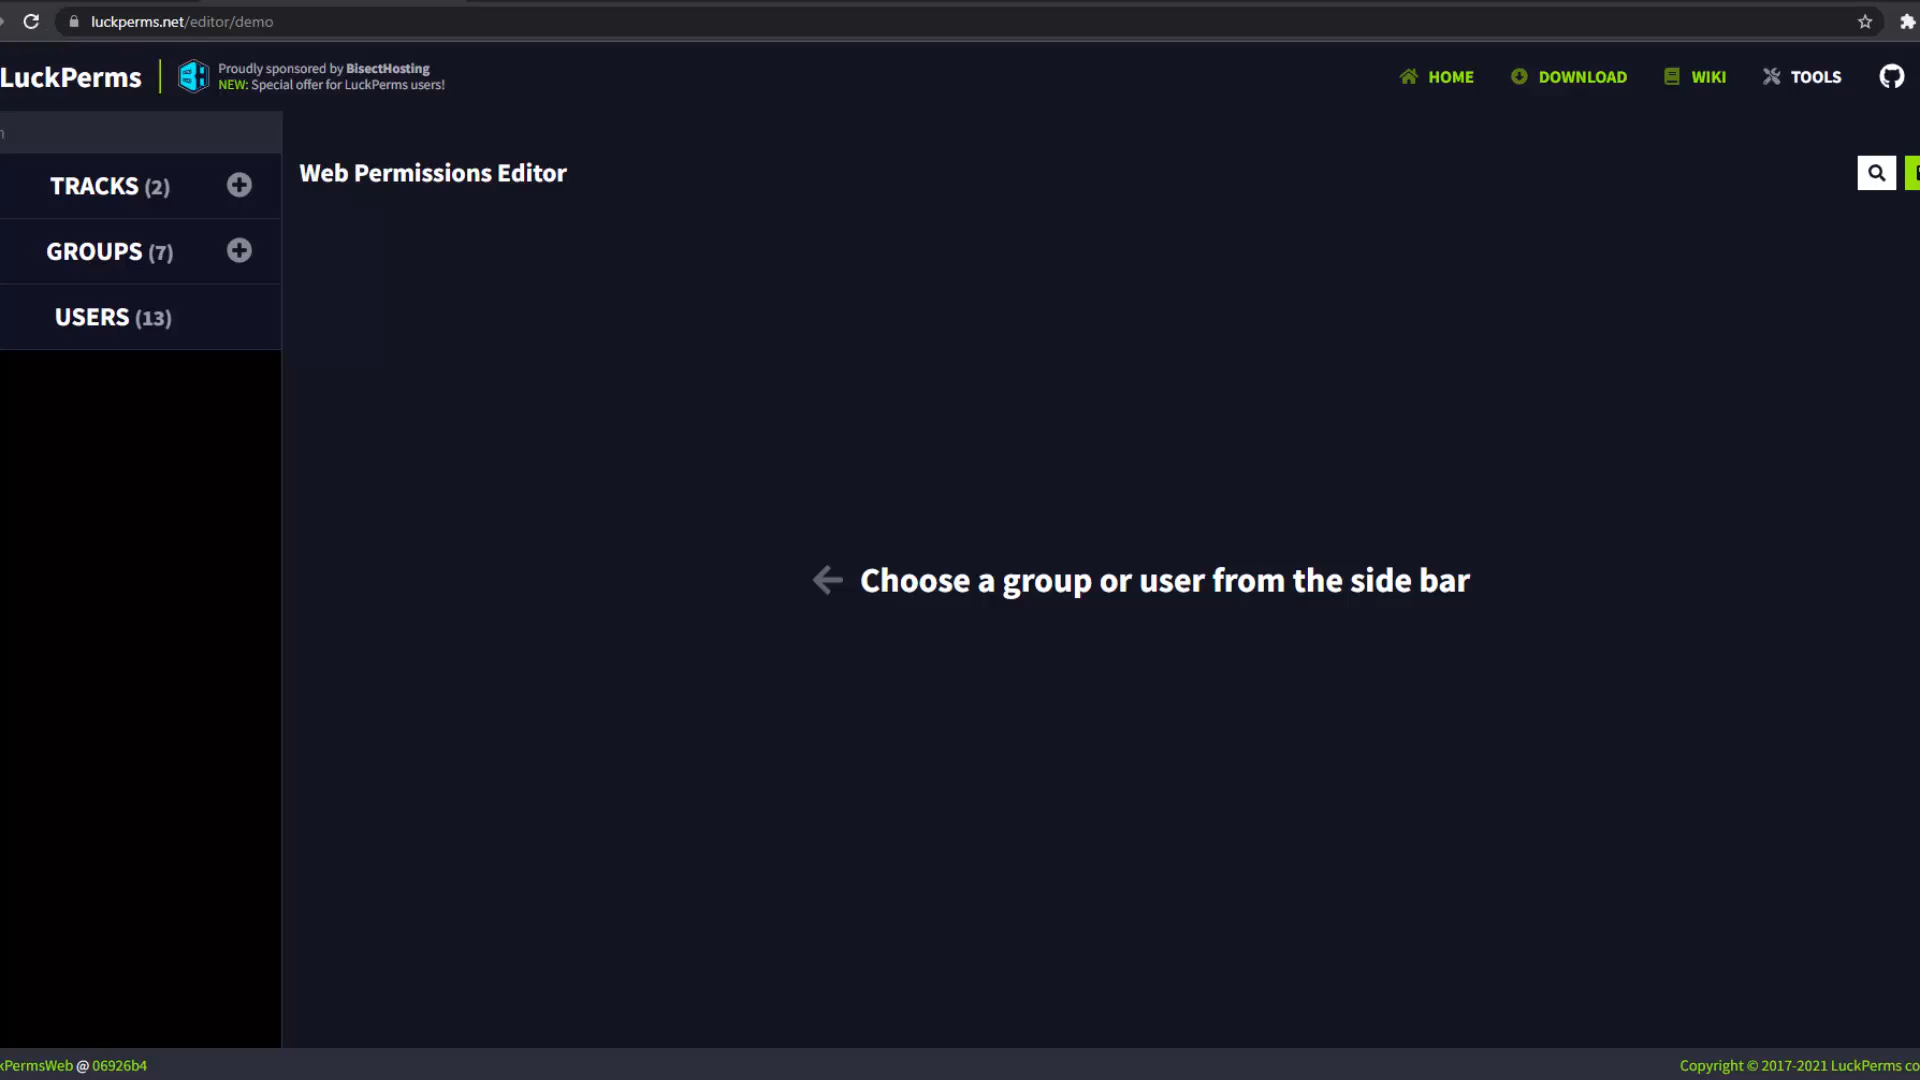 luckperms.net/editor/demo
LuckPerms
Proudly sponsored by BisectHosting
NEW: Special offer for LuckPerms users!
HOME
DOWNLOAD
WIKI
TOOLS
TRACKS (2)
GROUPS (7)
USERS (13)
Web Permissions Editor
Choose a group or user from the side bar
kPermsWeb @ 06926b4
Copyright © 2017-2021 LuckPerms co